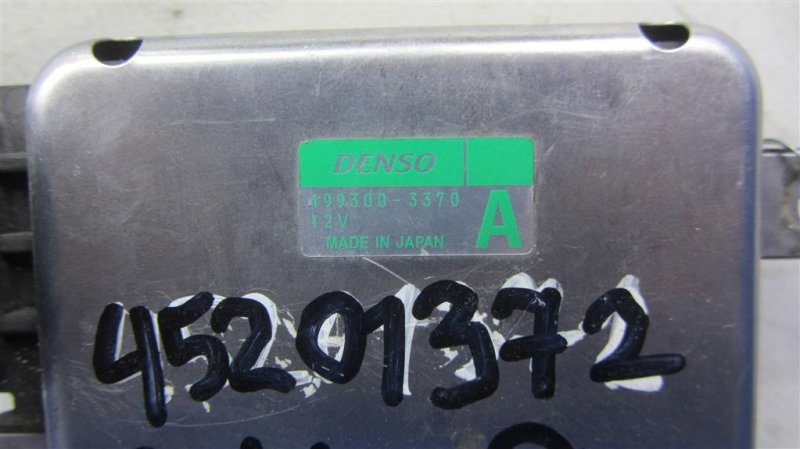 DENSO
499300-3370
12V
A
MADE IN JAPAN
45201372